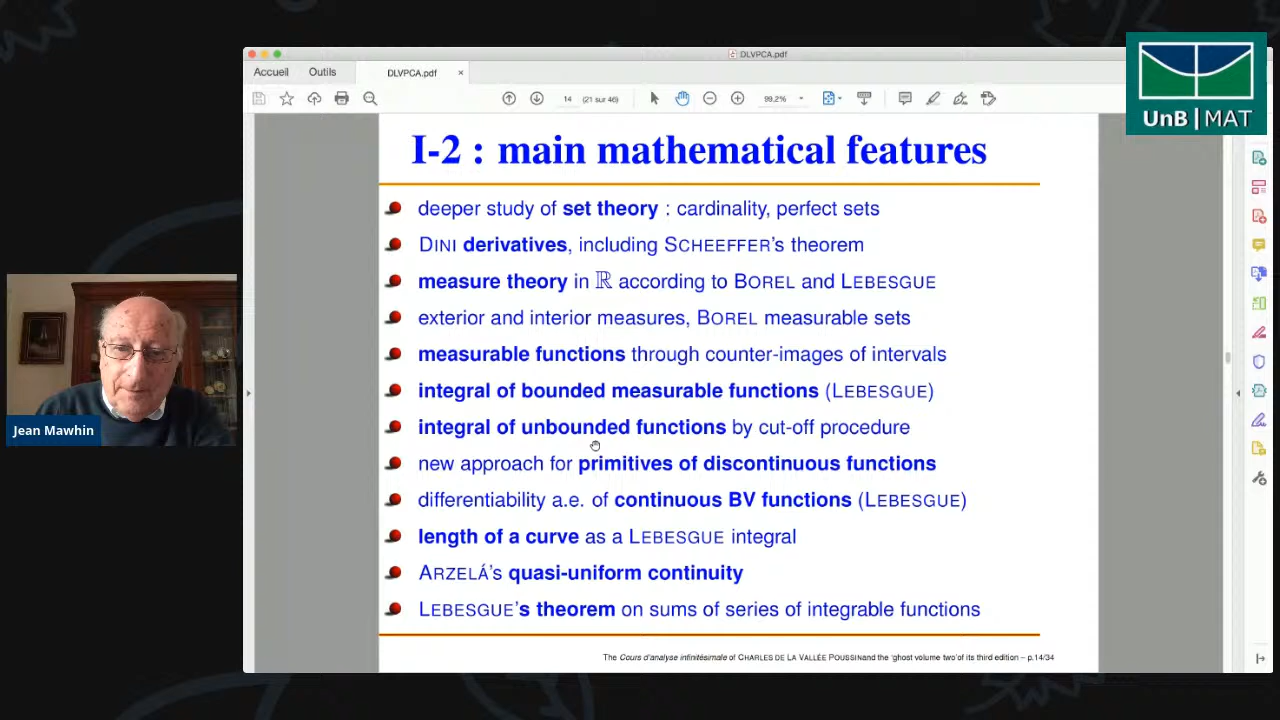 DLVPCA.pdf
Accueil Outils DLVPCA.pdf ×
14 (21 sur 46) 99.2%
UnB | MAT
I-2 : main mathematical features
deeper study of set theory : cardinality, perfect sets
DINI derivatives, including SCHEEFFER's theorem
measure theory in ℝ according to BOREL and LEBESGUE
exterior and interior measures, BOREL measurable sets
measurable functions through counter-images of intervals
integral of bounded measurable functions (LEBESGUE)
integral of unbounded functions by cut-off procedure
new approach for primitives of discontinuous functions
differentiability a.e. of continuous BV functions (LEBESGUE)
length of a curve as a LEBESGUE integral
ARZELÁ's quasi-uniform continuity
LEBESGUE's theorem on sums of series of integrable functions
The Cours d'analyse infinitésimale of CHARLES DE LA VALLÉE POUSSINand the 'ghost volume two'of its third edition – p.14/34
Jean Mawhin